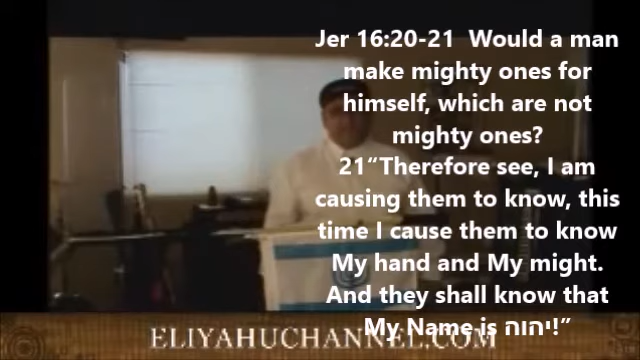 Jer 16:20-21  Would a man
make mighty ones for
himself, which are not
mighty ones?
21“Therefore see, I am
causing them to know, this
time I cause them to know
My hand and My might.
And they shall know that
My Name is יהוה!”
ELIYAHUCHANNEL.COM